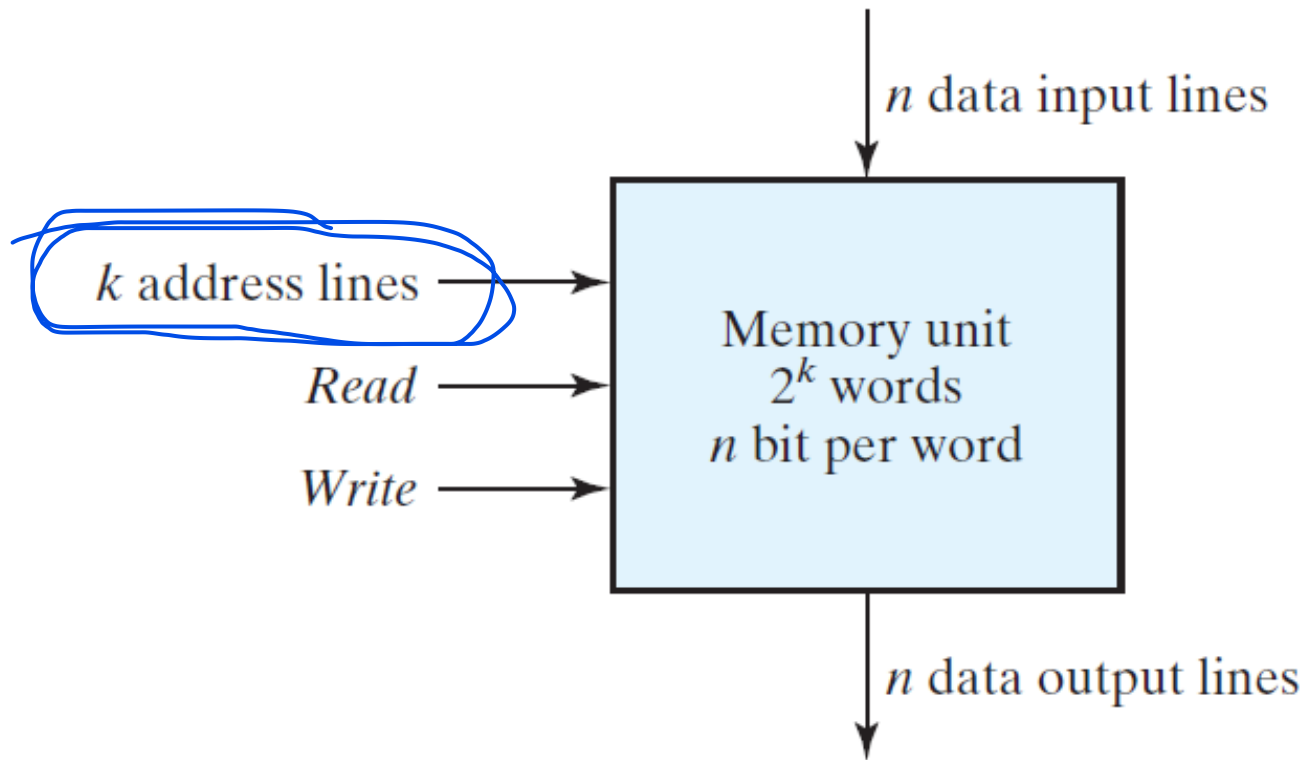 n data input lines
k address lines
Read
Write
Memory unit
2^k words
n bit per word
n data output lines